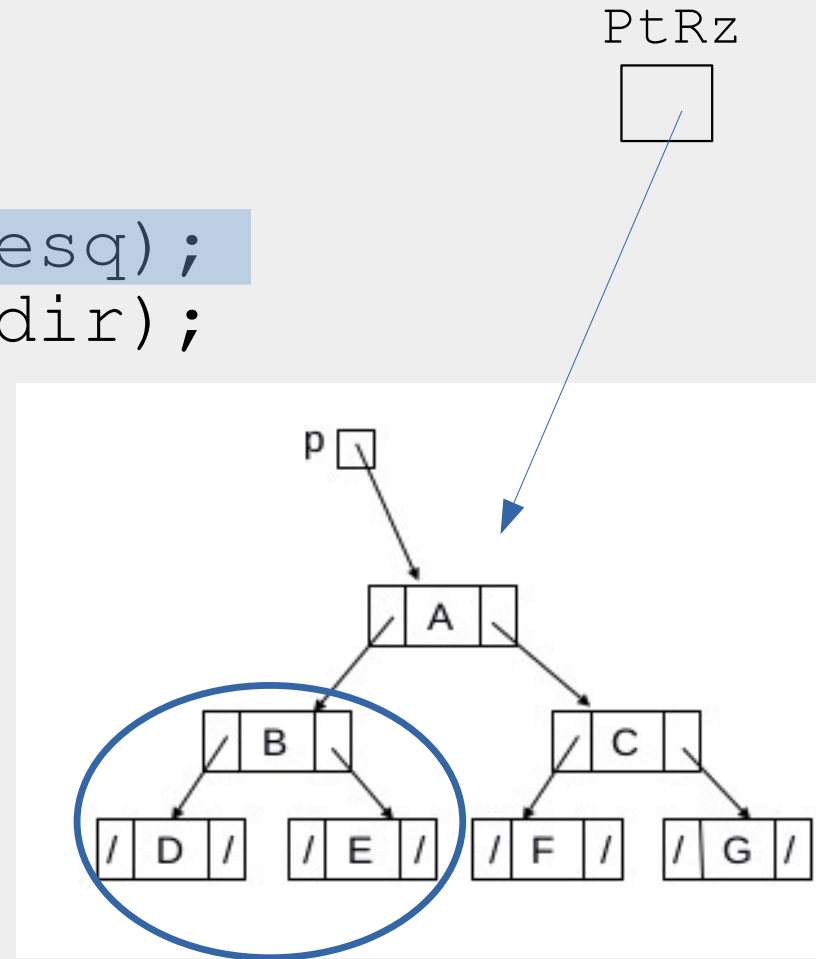 PtRz
esq);
dir);
p
A
B
C
/ D /
/ E /
/ F /
/ G /